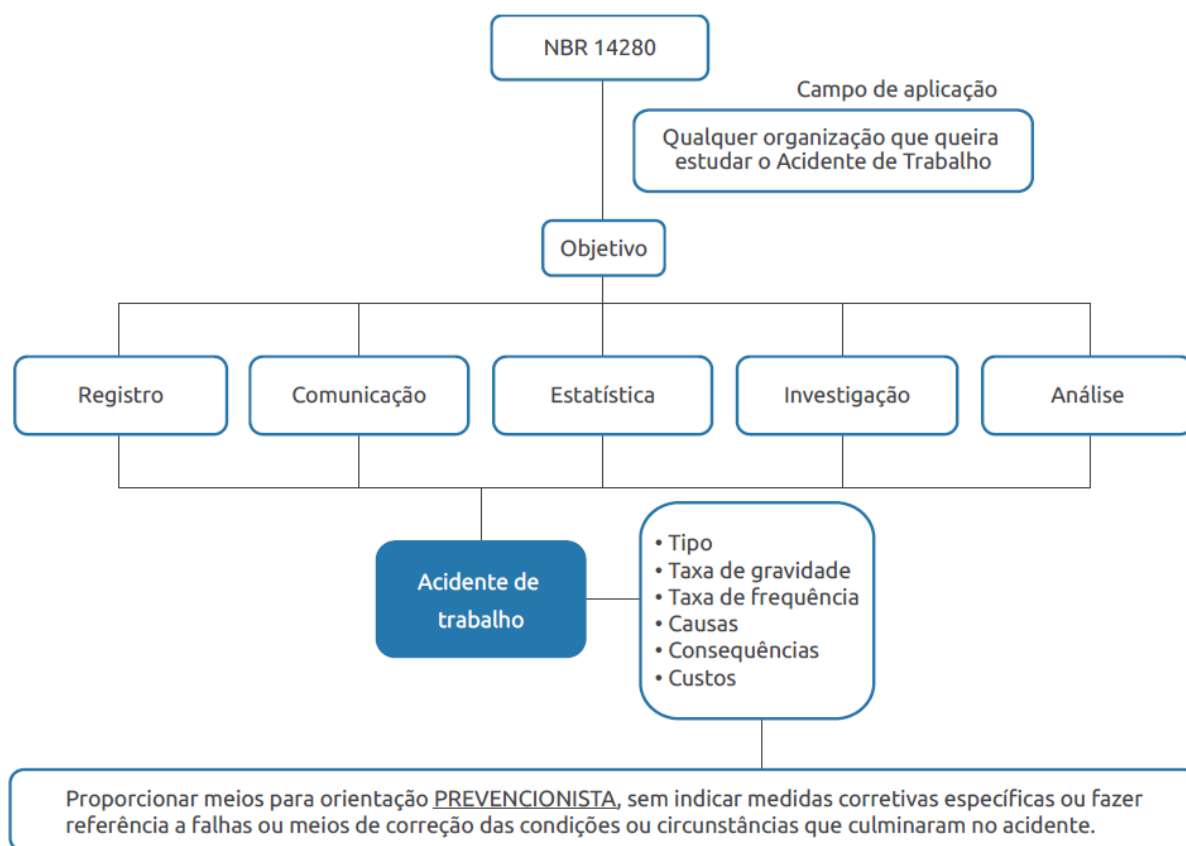 NBR 14280
Campo de aplicação
Qualquer organização que queira
estudar o Acidente de Trabalho
Objetivo
Registro
Comunicação
Estatística
Investigação
Análise
Acidente de
trabalho
• Tipo
• Taxa de gravidade
• Taxa de frequência
• Causas
• Consequências
• Custos
Proporcionar meios para orientação PREVENCIONISTA, sem indicar medidas corretivas específicas ou fazer
referência a falhas ou meios de correção das condições ou circunstâncias que culminaram no acidente.